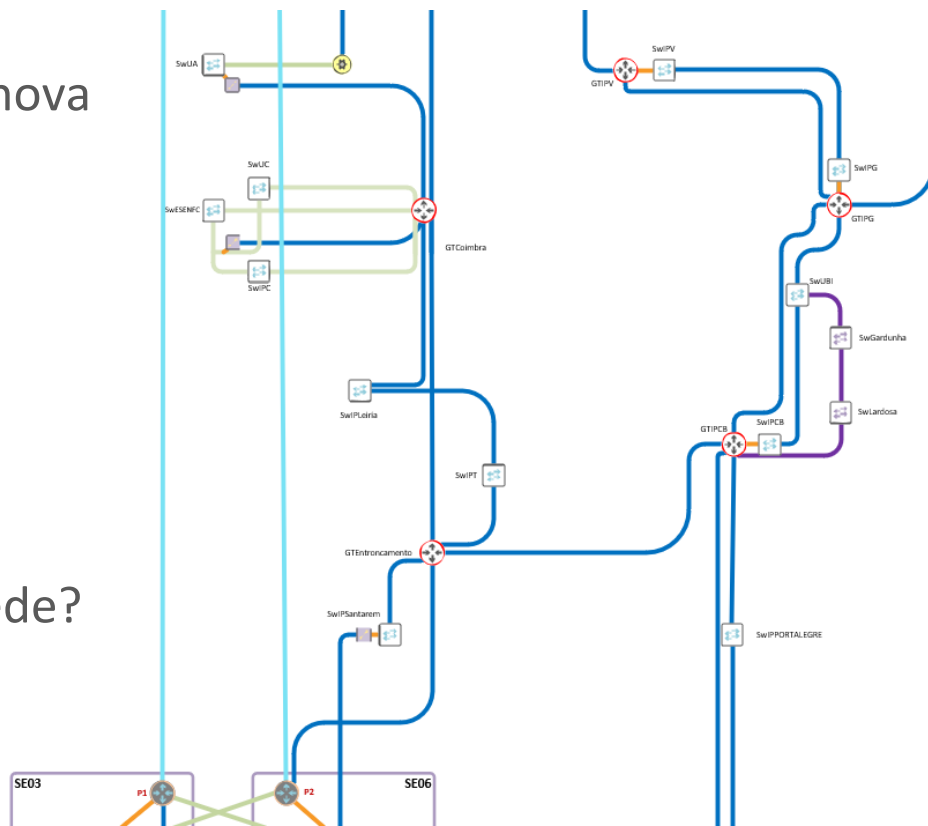 nova
ede?
SwUA
SwIPV
GTIPV
SwUC
SwESENFC
SwIPC
GTCoimbra
SwIPG
GTIPG
SwUBI
SwGardunha
SwLardosa
SwIPLeiria
SwIPT
GTIPCB
SwIPCB
GTEntroncamento
SwIPSantarem
SwIPPORTALEGRE
SE03
P1
P2
SE06